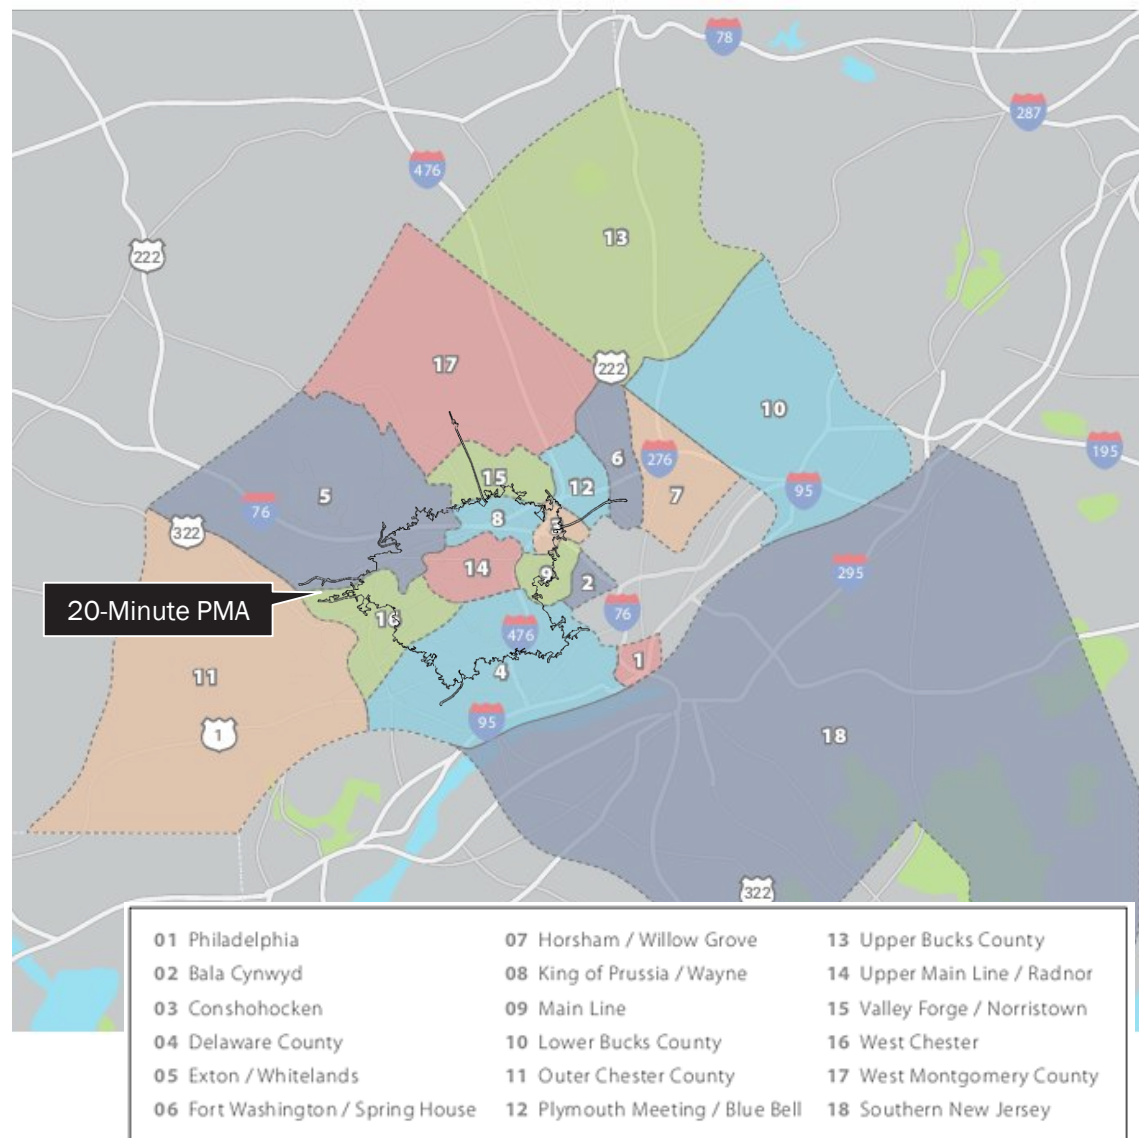 78
287
476
222
13
17
222
10
6
276
195
15
12
95
5
7
76
8
322
3
295
14
9
2
20-Minute PMA
76
16
476
1
4
11
95
1
18
322
01 Philadelphia
02 Bala Cynwyd
03 Conshohocken
04 Delaware County
05 Exton / Whitelands
06 Fort Washington / Spring House
07 Horsham / Willow Grove
08 King of Prussia / Wayne
09 Main Line
10 Lower Bucks County
11 Outer Chester County
12 Plymouth Meeting / Blue Bell
13 Upper Bucks County
14 Upper Main Line / Radnor
15 Valley Forge / Norristown
16 West Chester
17 West Montgomery County
18 Southern New Jersey